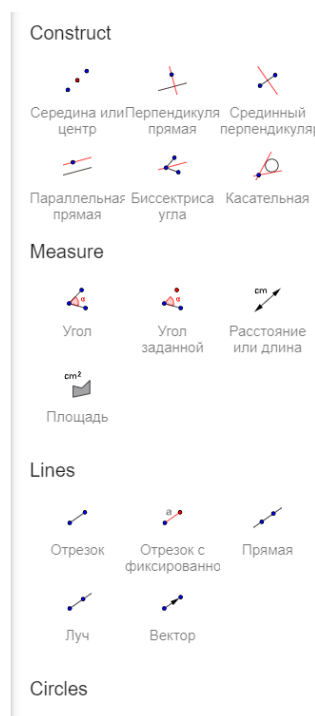 Construct
Середина или
центр
Перпендикуля
прямая
Срединный
перпендикуляр
Параллельная
прямая
Биссектриса
угла
Касательная
Measure
α
Угол
α
Угол
заданной
cm
Расстояние
или длина
cm²
Площадь
Lines
Отрезок
a
Отрезок с
фиксированно
Прямая
Луч
Вектор
Circles